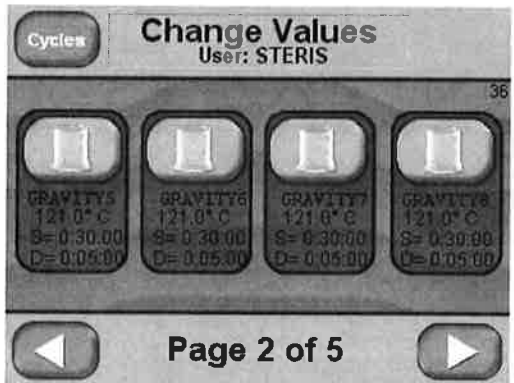 Cycles
Change Values
User: STERIS
36
GRAVITY5 GRAVITY6 GRAVITY7 GRAVITY8
121.0° C 121.0° C 121.0° C 121.0° C
S= 0:30:00 S= 0:30:00 S= 0:30:00 S= 0:30:00
D= 0:05:00 D= 0:05:00 D= 0:05:00 D= 0:05:00
Page 2 of 5